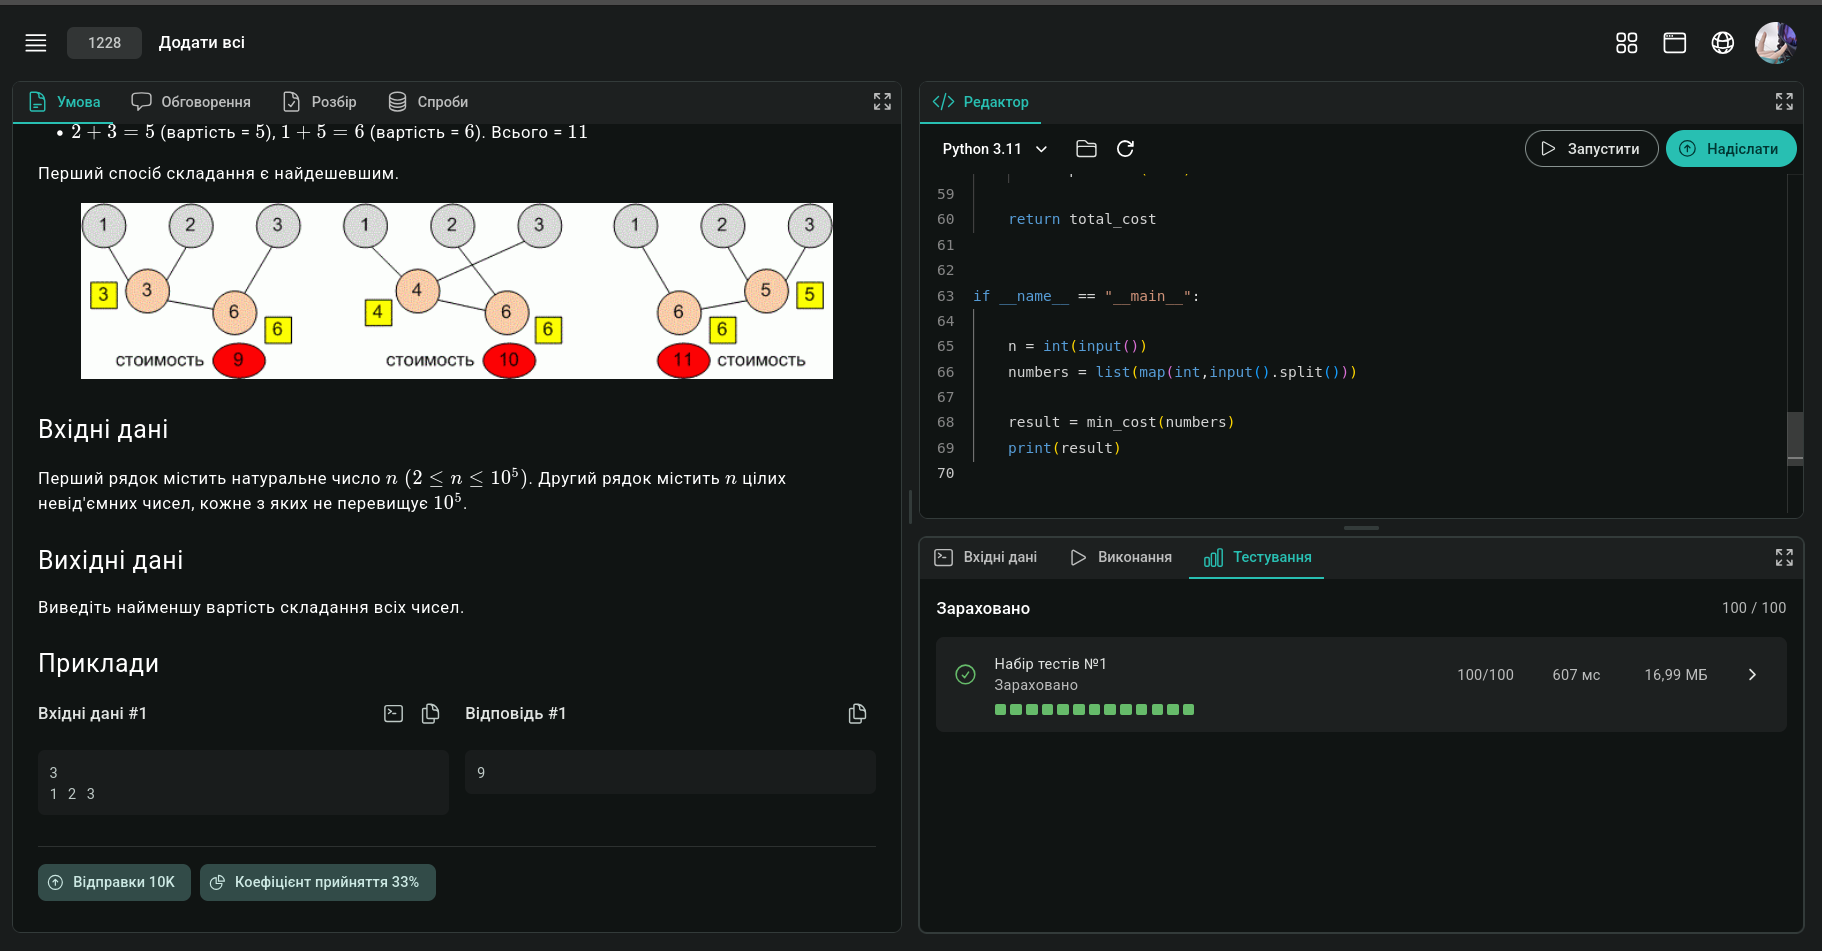 1228
Додати всі
Умова
Обговорення
Розбір
Спроби
• 2 + 3 = 5 (вартість = 5), 1 + 5 = 6 (вартість = 6). Всього = 11
Перший спосіб складання є найдешевшим.
1 2 3 1 2 3 1 2 3
3 3 4 5 5
6 4 6 6
6 6 6
стоимость 9 стоимость 10 11 стоимость
Вхідні дані
Перший рядок містить натуральне число n (2 ≤ n ≤ 10⁵). Другий рядок містить n цілих
невід'ємних чисел, кожне з яких не перевищує 10⁵.
Вихідні дані
Виведіть найменшу вартість складання всіх чисел.
Приклади
Вхідні дані #1
3
1 2 3
Відповідь #1
9
Відправки 10K
Коефіцієнт прийняття 33%
Редактор
Python 3.11
Запустити
Надіслати
59
60 return total_cost
61
62
63 if __name__ == "__main__":
64
65 n = int(input())
66 numbers = list(map(int,input().split()))
67
68 result = min_cost(numbers)
69 print(result)
70
Вхідні дані
Виконання
Тестування
Зараховано
100 / 100
Набір тестів №1
Зараховано
100/100
607 мс
16,99 МБ